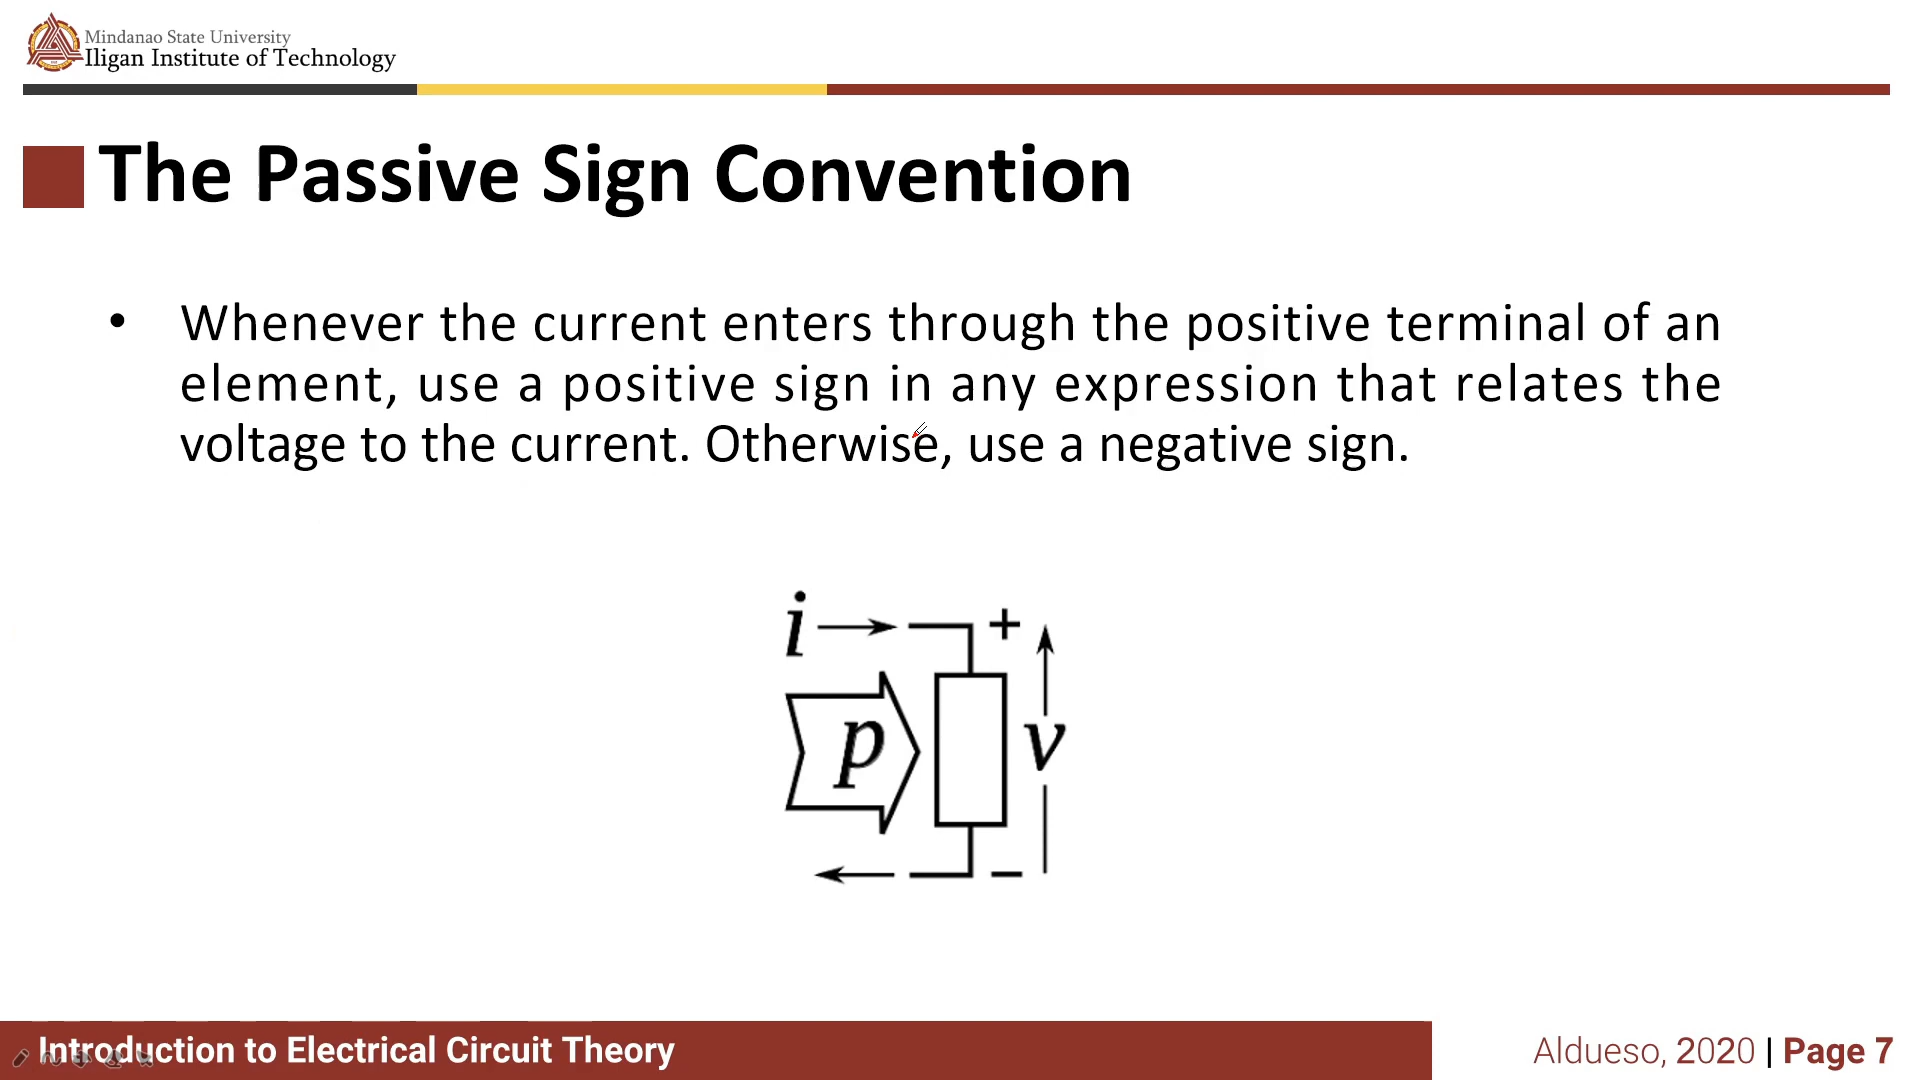 Mindanao State University
Iligan Institute of Technology
The Passive Sign Convention
• Whenever the current enters through the positive terminal of an
element, use a positive sign in any expression that relates the
voltage to the current. Otherwise, use a negative sign.
i
+
p
v
−
Introduction to Electrical Circuit Theory
Aldueso, 2020 | Page 7